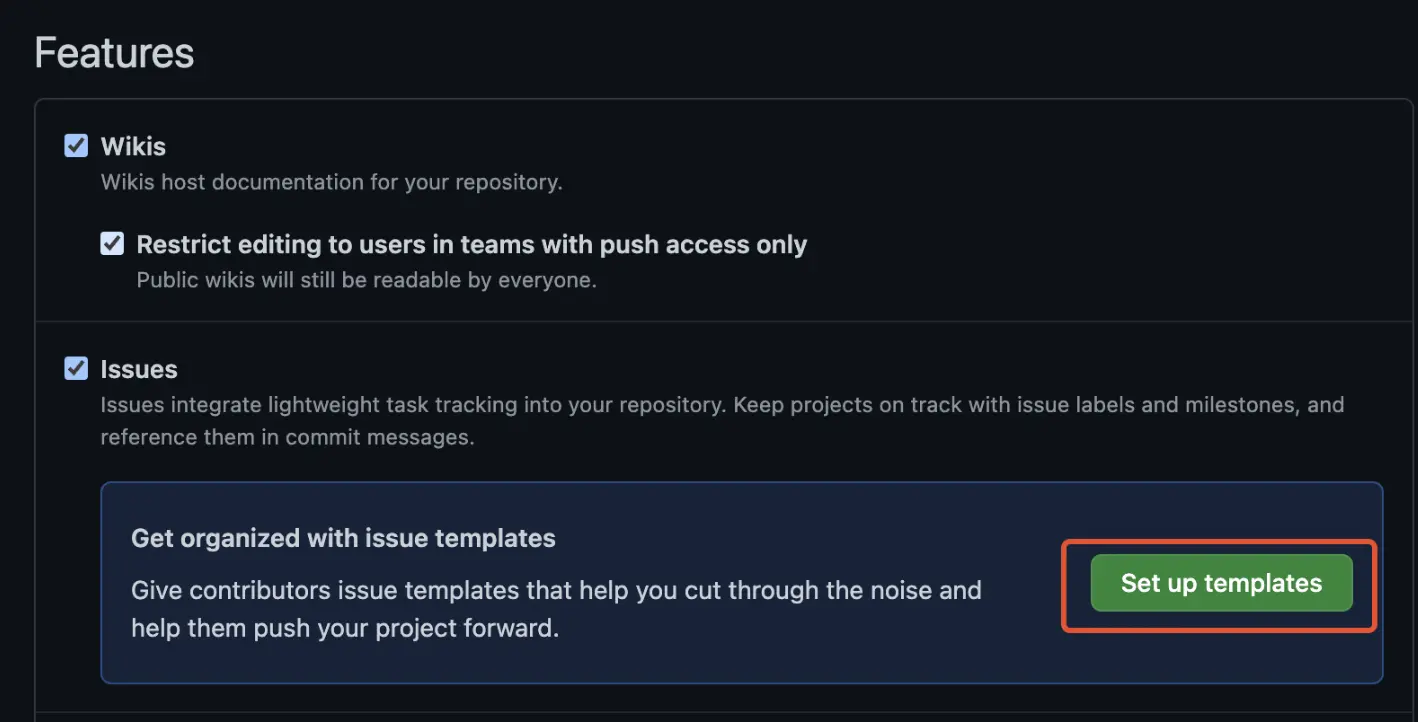 Features
Wikis
Wikis host documentation for your repository.
Restrict editing to users in teams with push access only
Public wikis will still be readable by everyone.
Issues
Issues integrate lightweight task tracking into your repository. Keep projects on track with issue labels and milestones, and
reference them in commit messages.
Get organized with issue templates
Give contributors issue templates that help you cut through the noise and
help them push your project forward.
Set up templates